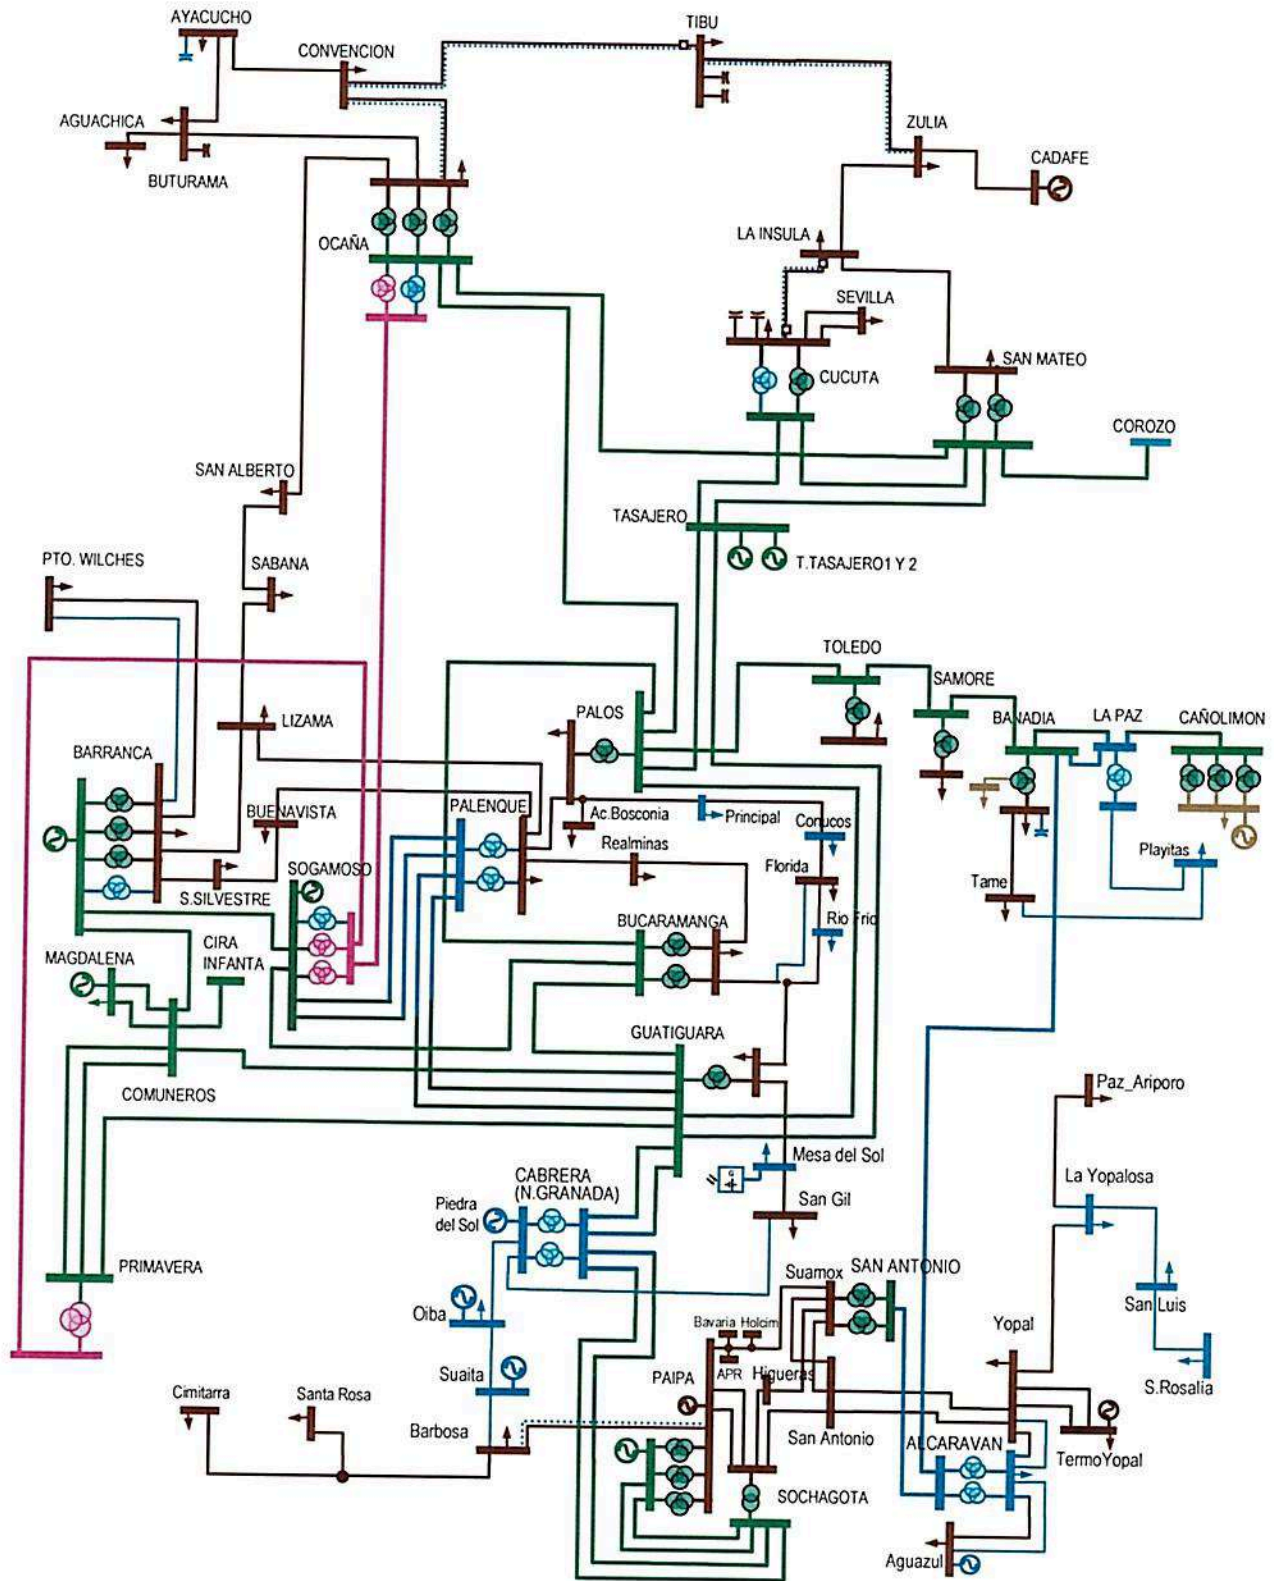 AYACUCHO
TIBU
CONVENCION
AGUACHICA
ZULIA
CADAFE
BUTURAMA
LA INSULA
OCAÑA
SEVILLA
SAN MATEO
CUCUTA
COROZO
SAN ALBERTO
TASAJERO
PTO. WILCHES
SABANA
T.TASAJERO1 Y 2
TOLEDO
SAMORE
LIZAMA
PALOS
BANADIA
LA PAZ
CAÑOLIMON
BARRANCA
BUENAVISTA
PALENQUE
Ac.Bosconia
Principal
Conucos
Realminas
Playitas
SOGAMOSO
Florida
Tame
S.SILVESTRE
BUCARAMANGA
Rio Frio
CIRA
INFANTA
MAGDALENA
GUATIGUARA
COMUNEROS
Paz_Ariporo
Mesa del Sol
G
La Yopalosa
CABRERA
(N.GRANADA)
Piedra
del Sol
San Gil
PRIMAVERA
Suamox
SAN ANTONIO
Oiba
San Luis
Bavaria
Holcim
Yopal
Suaita
PAIPA
APR
Higueras
S.Rosalia
Cimitarra
Santa Rosa
Barbosa
San Antonio
ALCARAVAN
TermoYopal
SOCHAGOTA
Aguazul